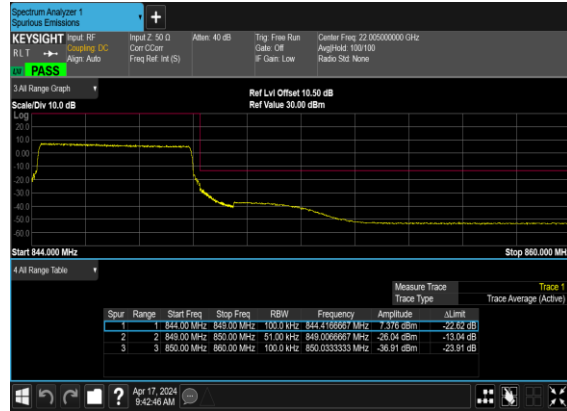 Spectrum Analyzer 1
Spurious Emissions
+
KEYSIGHT Input: RF Input Z: 50 Ω Atten: 40 dB Trig: Free Run Center Freq: 22.005000000 GHz
RLT Coupling: DC Corr CCorr Gate: Off Avg|Hold: 100/100
Align: Auto Freq Ref: Int (S) IF Gain: Low Radio Std: None
PASS
3 All Range Graph
Ref Lvl Offset 10.50 dB
Scale/Div 10.0 dB Ref Value 30.00 dBm
Log
20.0
10.0
0.00
-10.0
-20.0
-30.0
-40.0
-50.0
-60.0
Start 844.000 MHz Stop 860.000 MH
4 All Range Table
Measure Trace Trace 1
Trace Type Trace Average (Active)
Spur Range Start Freq Stop Freq RBW Frequency Amplitude ΔLimit
1 1 844.00 MHz 849.00 MHz 100.0 kHz 844.4166667 MHz 7.376 dBm -22.62 dB
2 2 849.00 MHz 850.00 MHz 51.00 kHz 849.0066667 MHz -26.04 dBm -13.04 dB
3 3 850.00 MHz 860.00 MHz 100.0 kHz 850.0333333 MHz -36.91 dBm -23.91 dB
? Apr 17, 2024
9:42:46 AM